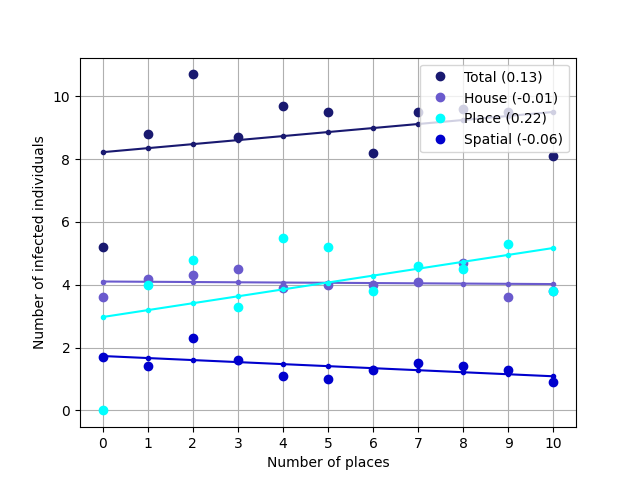 Total (0.13)
House (-0.01)
Place (0.22)
Spatial (-0.06)
10
8
6
4
2
0
Number of infected individuals
0 1 2 3 4 5 6 7 8 9 10
Number of places